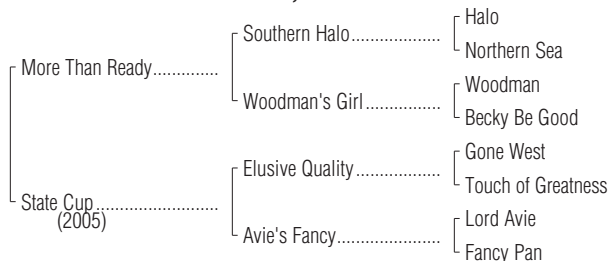 Halo
Southern Halo
Northern Sea
More Than Ready
Woodman
Woodman's Girl
Becky Be Good
Gone West
Elusive Quality
Touch of Greatness
State Cup
(2005)
Lord Avie
Avie's Fancy
Fancy Pan